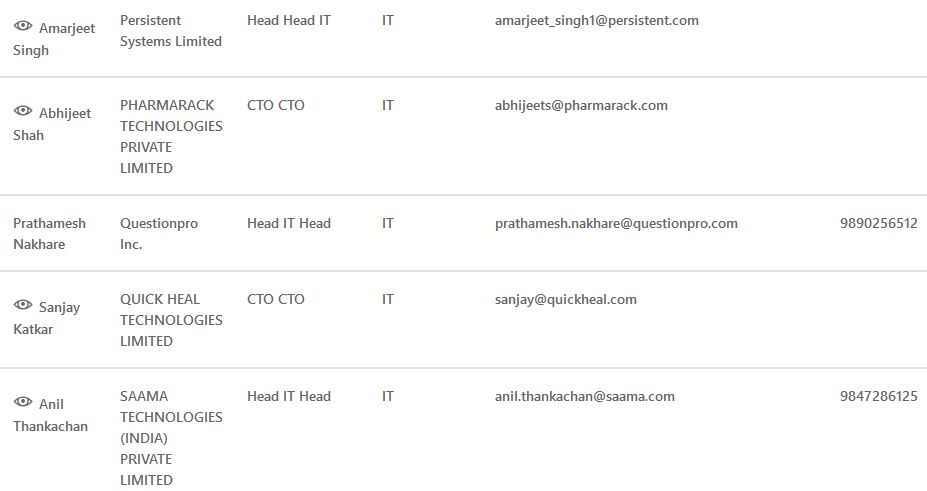 Amarjeet Singh Persistent Systems Limited Head Head IT IT amarjeet_singh1@persistent.com
Abhijeet Shah PHARMARACK TECHNOLOGIES PRIVATE LIMITED CTO CTO IT abhijeets@pharmarack.com
Prathamesh Nakhare Questionpro Inc. Head IT Head IT prathamesh.nakhare@questionpro.com 9890256512
Sanjay Katkar QUICK HEAL TECHNOLOGIES LIMITED CTO CTO IT sanjay@quickheal.com
Anil Thankachan SAAMA TECHNOLOGIES (INDIA) PRIVATE LIMITED Head IT Head IT anil.thankachan@saama.com 9847286125